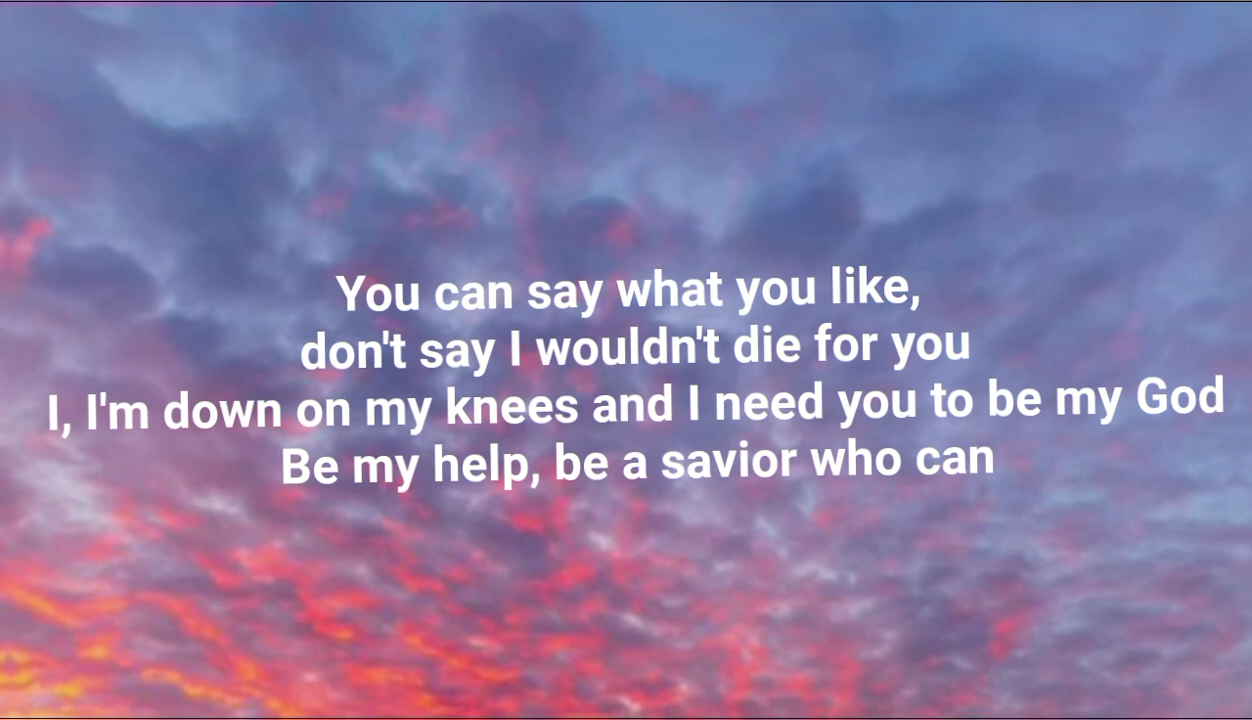 You can say what you like,
don't say I wouldn't die for you
I, I'm down on my knees and I need you to be my God
Be my help, be a savior who can